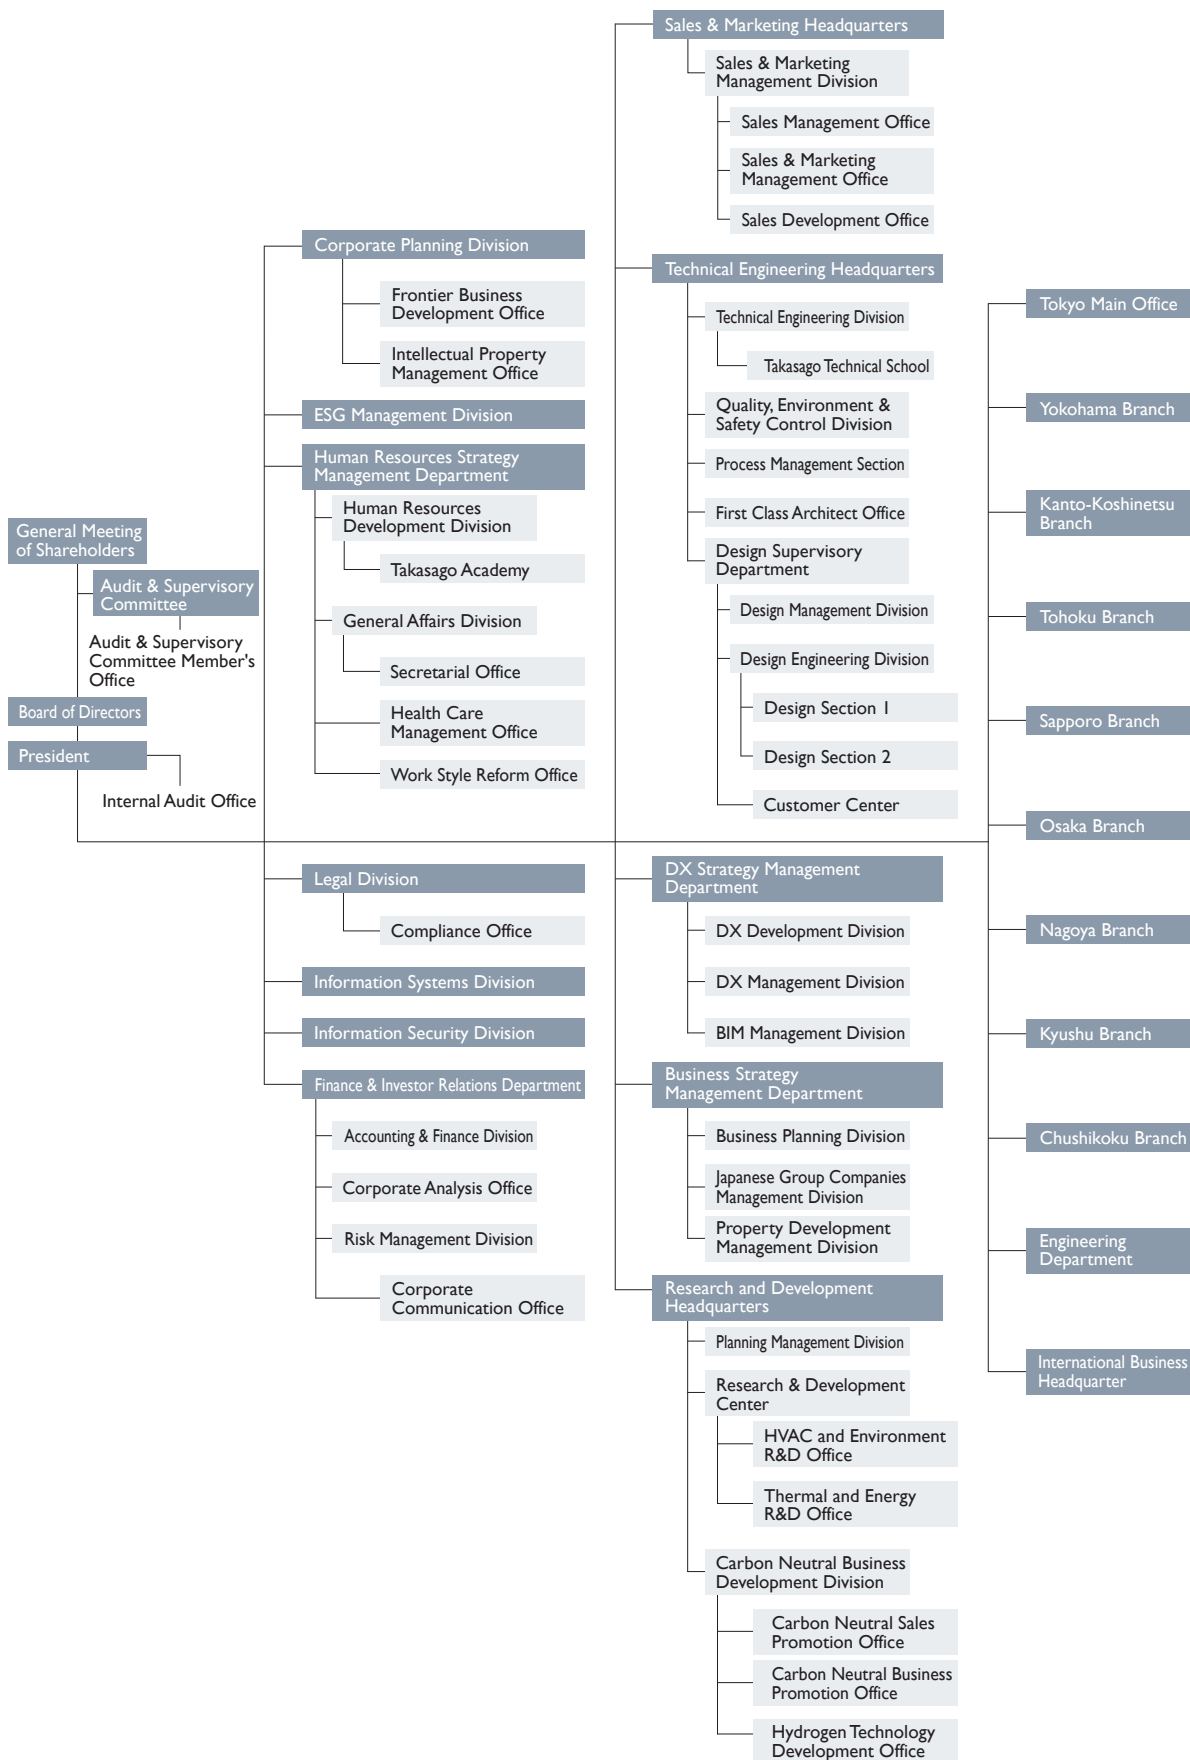 General Meeting
of Shareholders
Audit & Supervisory
Committee
Audit & Supervisory
Committee Member's
Office
Board of Directors
President
Internal Audit Office
Corporate Planning Division
Frontier Business
Development Office
Intellectual Property
Management Office
ESG Management Division
Human Resources Strategy
Management Department
Human Resources
Development Division
Takasago Academy
General Affairs Division
Secretarial Office
Health Care
Management Office
Work Style Reform Office
Legal Division
Compliance Office
Information Systems Division
Information Security Division
Finance & Investor Relations Department
Accounting & Finance Division
Corporate Analysis Office
Risk Management Division
Corporate
Communication Office
Sales & Marketing Headquarters
Sales & Marketing
Management Division
Sales Management Office
Sales & Marketing
Management Office
Sales Development Office
Technical Engineering Headquarters
Technical Engineering Division
Takasago Technical School
Quality, Environment &
Safety Control Division
Process Management Section
First Class Architect Office
Design Supervisory
Department
Design Management Division
Design Engineering Division
Design Section 1
Design Section 2
Customer Center
DX Strategy Management
Department
DX Development Division
DX Management Division
BIM Management Division
Business Strategy
Management Department
Business Planning Division
Japanese Group Companies
Management Division
Property Development
Management Division
Research and Development
Headquarters
Planning Management Division
Research & Development
Center
HVAC and Environment
R&D Office
Thermal and Energy
R&D Office
Carbon Neutral Business
Development Division
Carbon Neutral Sales
Promotion Office
Carbon Neutral Business
Promotion Office
Hydrogen Technology
Development Office
Tokyo Main Office
Yokohama Branch
Kanto-Koshinetsu
Branch
Tohoku Branch
Sapporo Branch
Osaka Branch
Nagoya Branch
Kyushu Branch
Chushikoku Branch
Engineering
Department
International Business
Headquarter